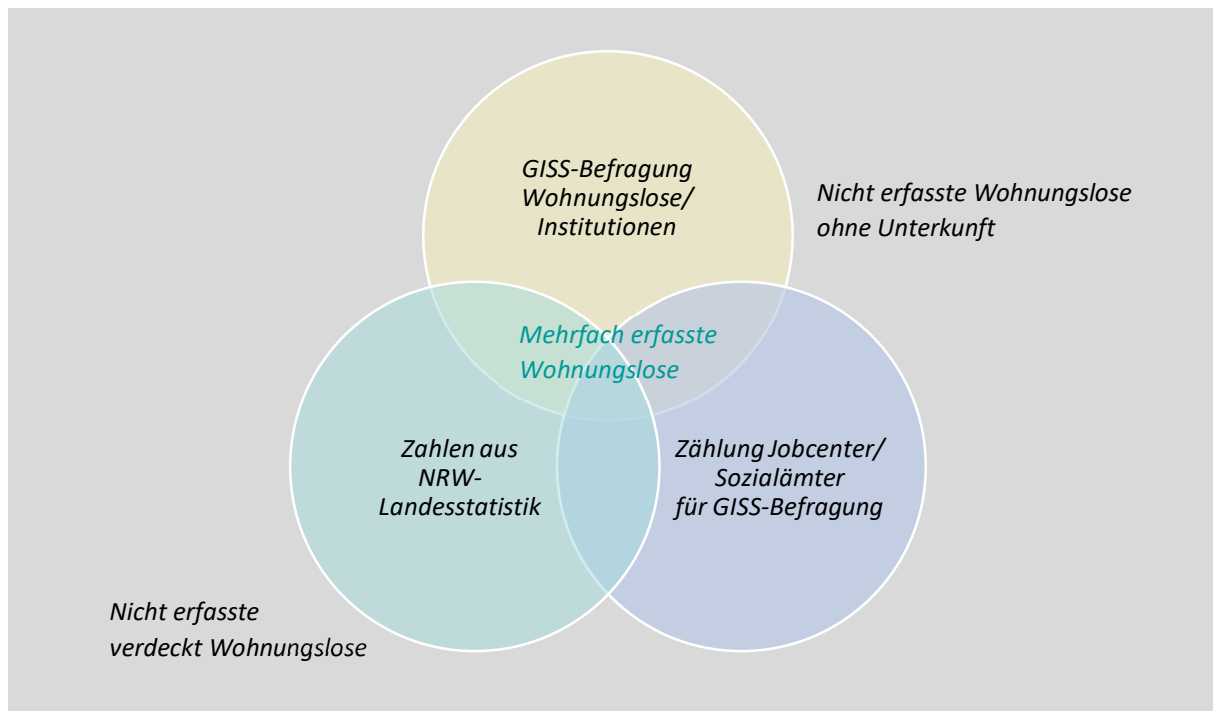 GISS-Befragung
Wohnungslose/
Institutionen
Nicht erfasste Wohnungslose
ohne Unterkunft
Mehrfach erfasste
Wohnungslose
Zahlen aus
NRW-
Landesstatistik
Zählung Jobcenter/
Sozialämter
für GISS-Befragung
Nicht erfasste
verdeckt Wohnungslose